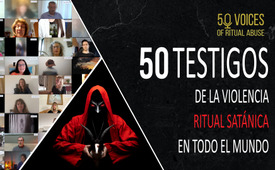 50 VOICES
OF RITUAL ABUSE
50 TESTIGOS
DE LA VIOLENCIA
RITUAL SATÁNICA
EN TODO EL MUNDO